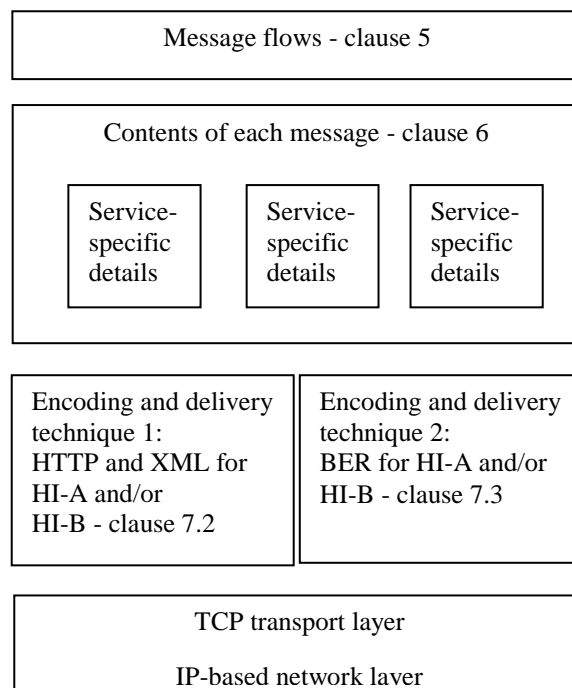 Message flows - clause 5
Contents of each message - clause 6
Service-
specific
details
Service-
specific
details
Service-
specific
details
Encoding and delivery
technique 1:
HTTP and XML for
HI-A and/or
HI-B - clause 7.2
Encoding and delivery
technique 2:
BER for HI-A and/or
HI-B - clause 7.3
TCP transport layer
IP-based network layer